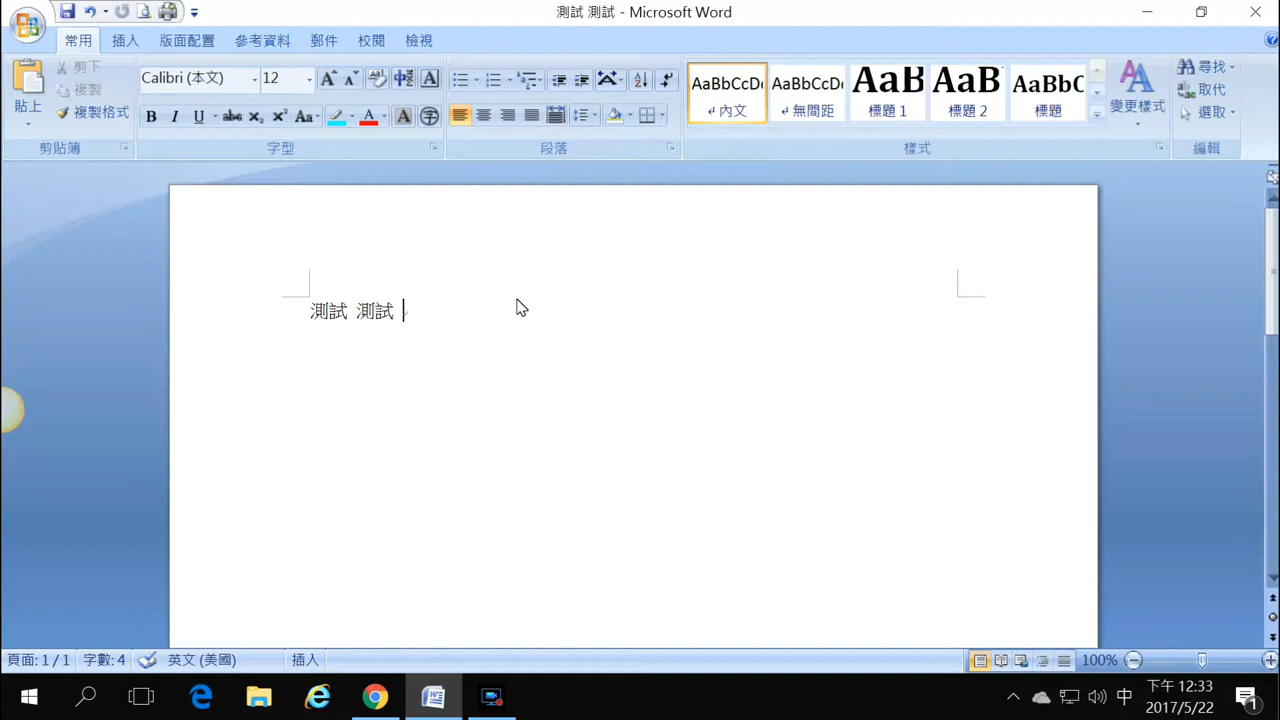 測試 測試 - Microsoft Word
常用 插入 版面配置 參考資料 郵件 校閱 檢視
剪下
複製
複製格式
貼上
剪貼簿
Calibri (本文) 12
字型
段落
AaBbCcDc AaBbCcDc AaB AaB AaBbC
內文 無間距 標題 1 標題 2 標題
變更樣式
樣式
尋找
取代
選取
編輯
測試 測試
頁面: 1 / 1 字數: 4 英文 (美國) 插入 100%
中 下午 12:33
2017/5/22
1